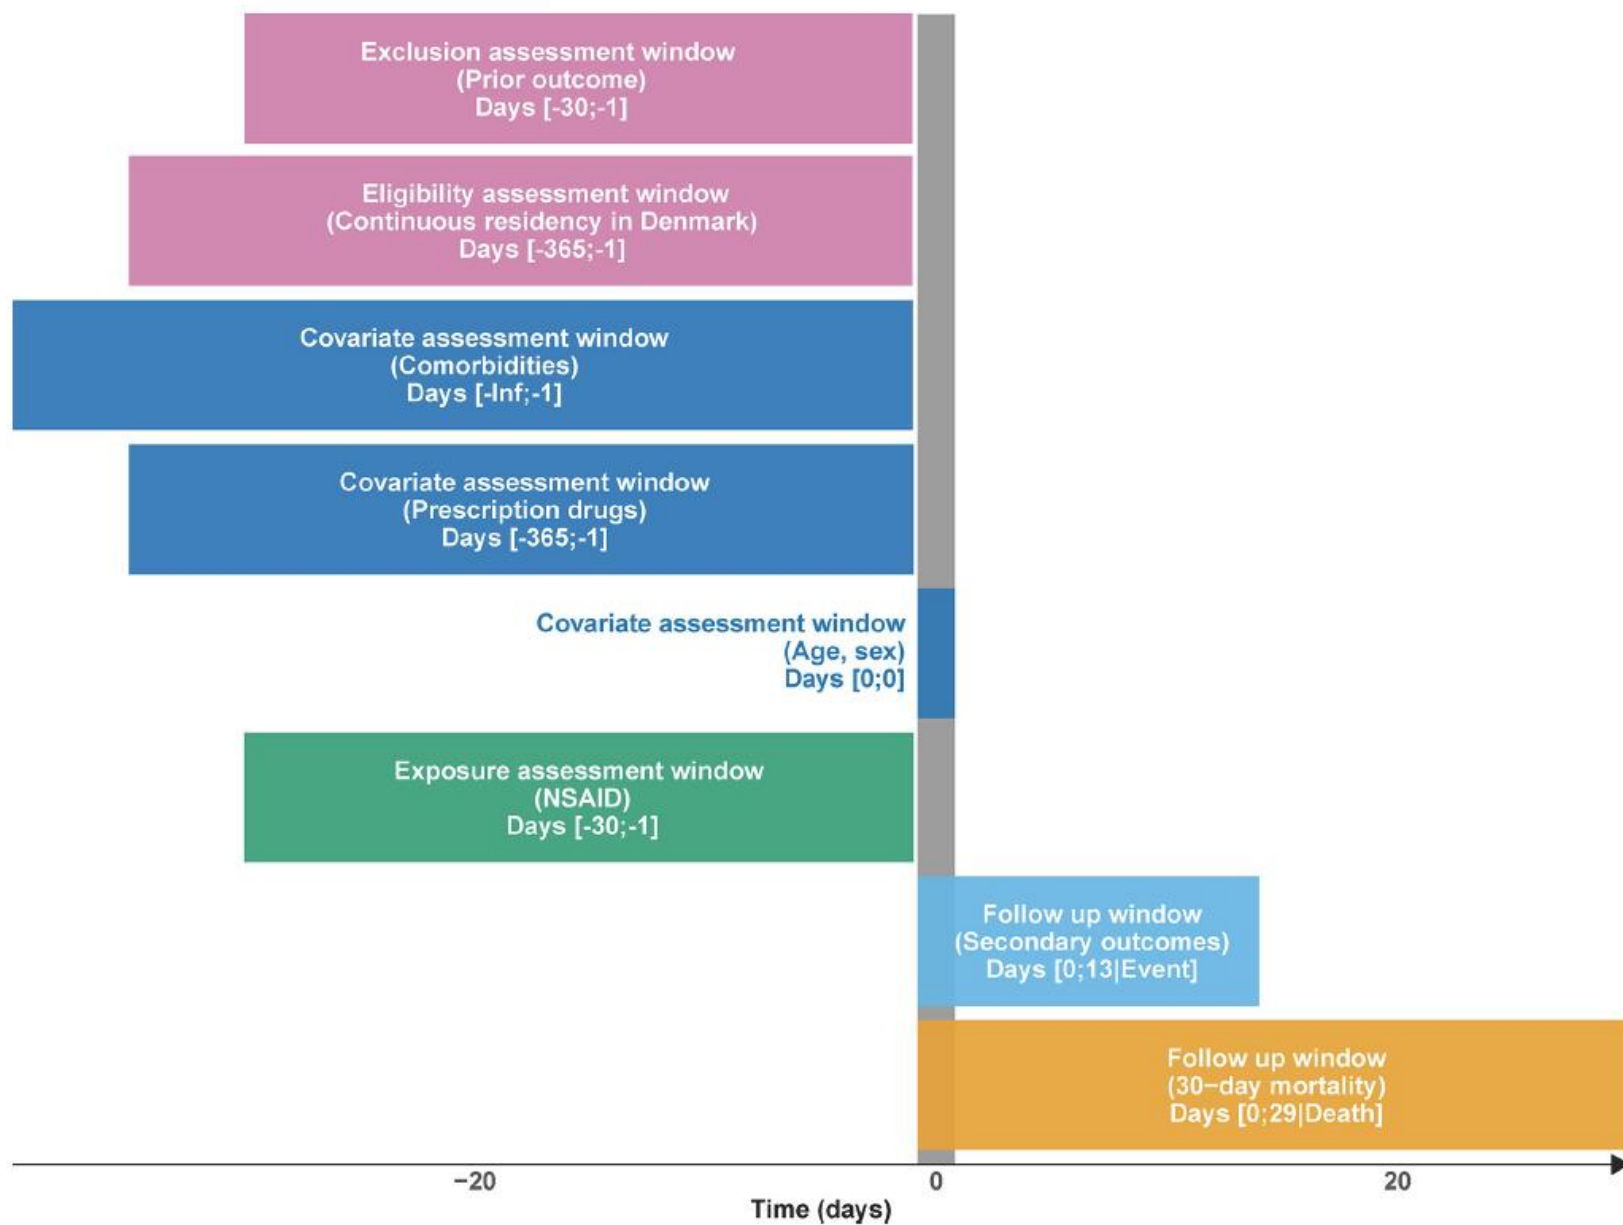 Exclusion assessment window
(Prior outcome)
Days [-30;-1]
Eligibility assessment window
(Continuous residency in Denmark)
Days [-365;-1]
Covariate assessment window
(Comorbidities)
Days [-Inf;-1]
Covariate assessment window
(Prescription drugs)
Days [-365;-1]
Covariate assessment window
(Age, sex)
Days [0;0]
Exposure assessment window
(NSAID)
Days [-30;-1]
Follow up window
(Secondary outcomes)
Days [0;13|Event]
Follow up window
(30−day mortality)
Days [0;29|Death]
−20 0 20
Time (days)